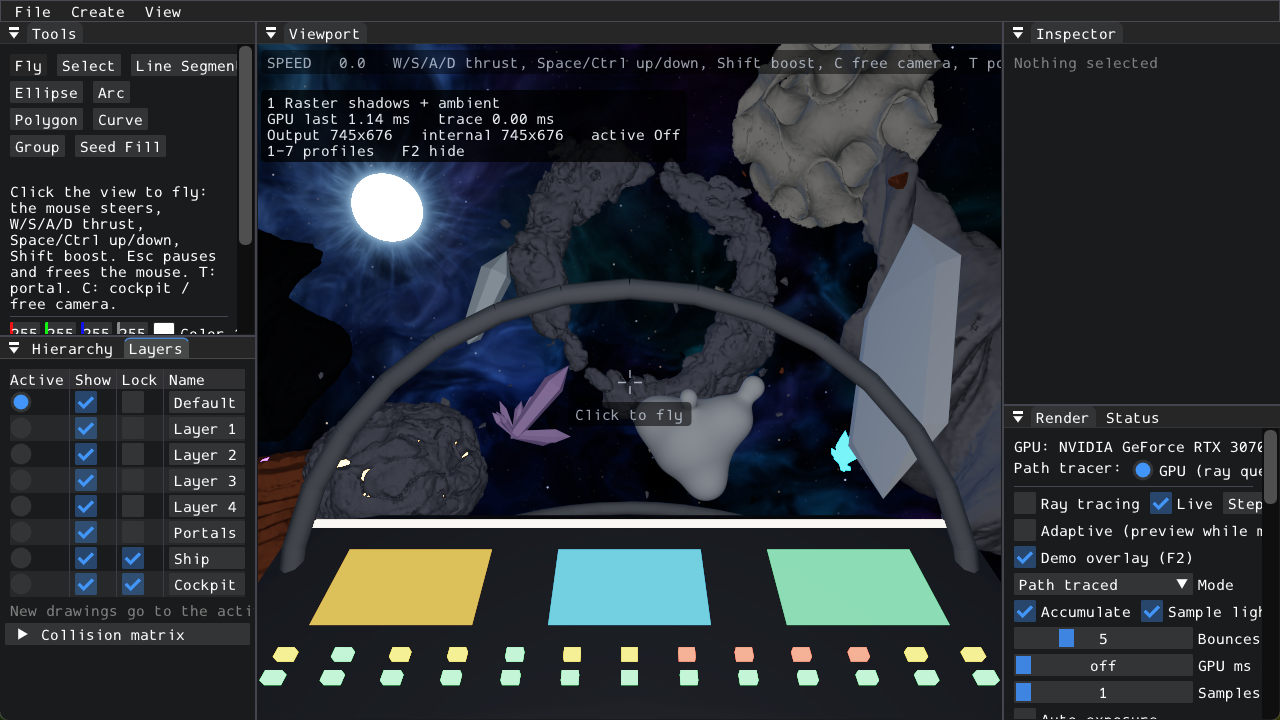 File Create View
Tools
Fly Select Line Segmen
Ellipse Arc
Polygon Curve
Group Seed Fill
Click the view to fly:
the mouse steers,
W/S/A/D thrust,
Space/Ctrl up/down,
Shift boost. Esc pauses
and frees the mouse. T:
portal. C: cockpit /
free camera.
255 255 255 255 Color
Hierarchy Layers
Active Show Lock Name
Default
Layer 1
Layer 2
Layer 3
Layer 4
Portals
Ship
Cockpit
New drawings go to the acti
Collision matrix
Viewport
SPEED 0.0 W/S/A/D thrust, Space/Ctrl up/down, Shift boost, C free camera, T po
1 Raster shadows + ambient
GPU last 1.14 ms trace 0.00 ms
Output 745x676 internal 745x676 active Off
1-7 profiles F2 hide
Click to fly
Inspector
Nothing selected
Render Status
GPU: NVIDIA GeForce RTX 3070
Path tracer: GPU (ray que
Ray tracing Live Step
Adaptive (preview while m
Demo overlay (F2)
Path traced Mode
Accumulate Sample ligh
5 Bounces
off GPU ms
1 Samples
Auto exposure